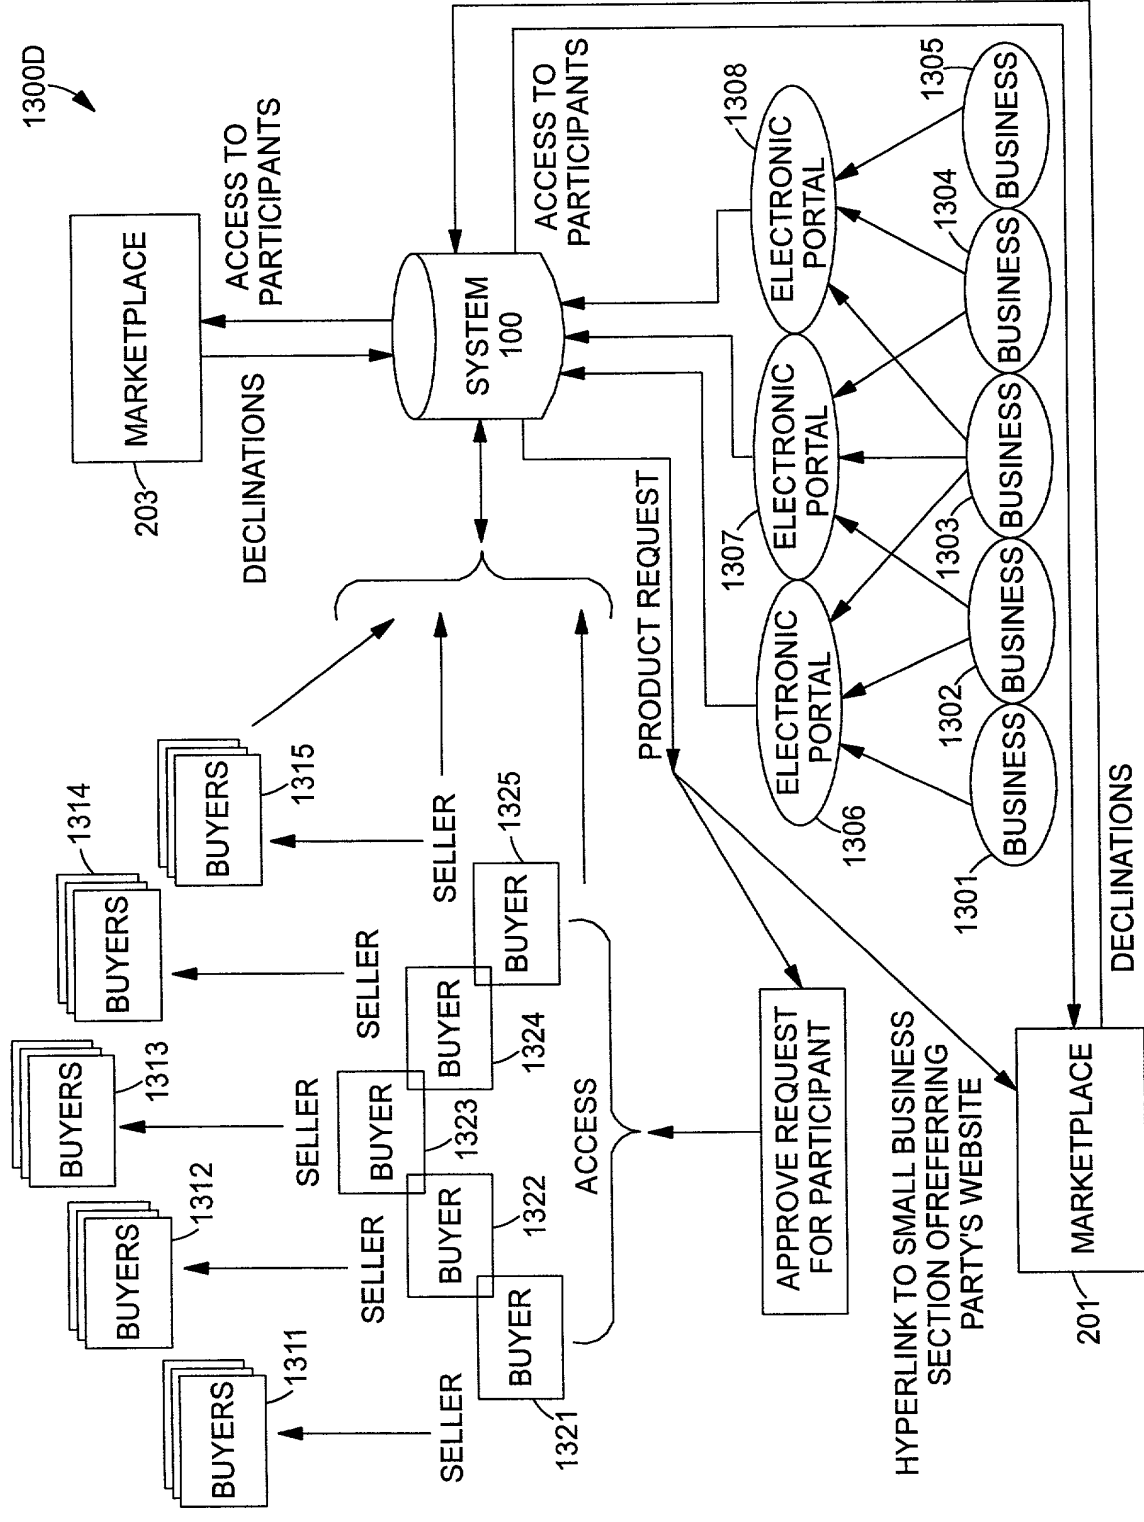 1300D
MARKETPLACE
203
ACCESS TO
PARTICIPANTS
DECLINATIONS
SYSTEM
100
ACCESS TO
PARTICIPANTS
1314
BUYERS
1315
BUYERS
1313
BUYERS
1312
BUYERS
1311
BUYERS
SELLER
SELLER
SELLER
SELLER
SELLER
BUYER
1321
BUYER
1322
BUYER
1323
BUYER
1324
BUYER
1325
ACCESS
PRODUCT REQUEST
APPROVE REQUEST
FOR PARTICIPANT
HYPERLINK TO SMALL BUSINESS
SECTION OFREFERRING
PARTY'S WEBSITE
MARKETPLACE
201
DECLINATIONS
ELECTRONIC
PORTAL
1306
ELECTRONIC
PORTAL
1307
ELECTRONIC
PORTAL
1308
BUSINESS
1301
BUSINESS
1302
BUSINESS
1303
BUSINESS
1304
BUSINESS
1305